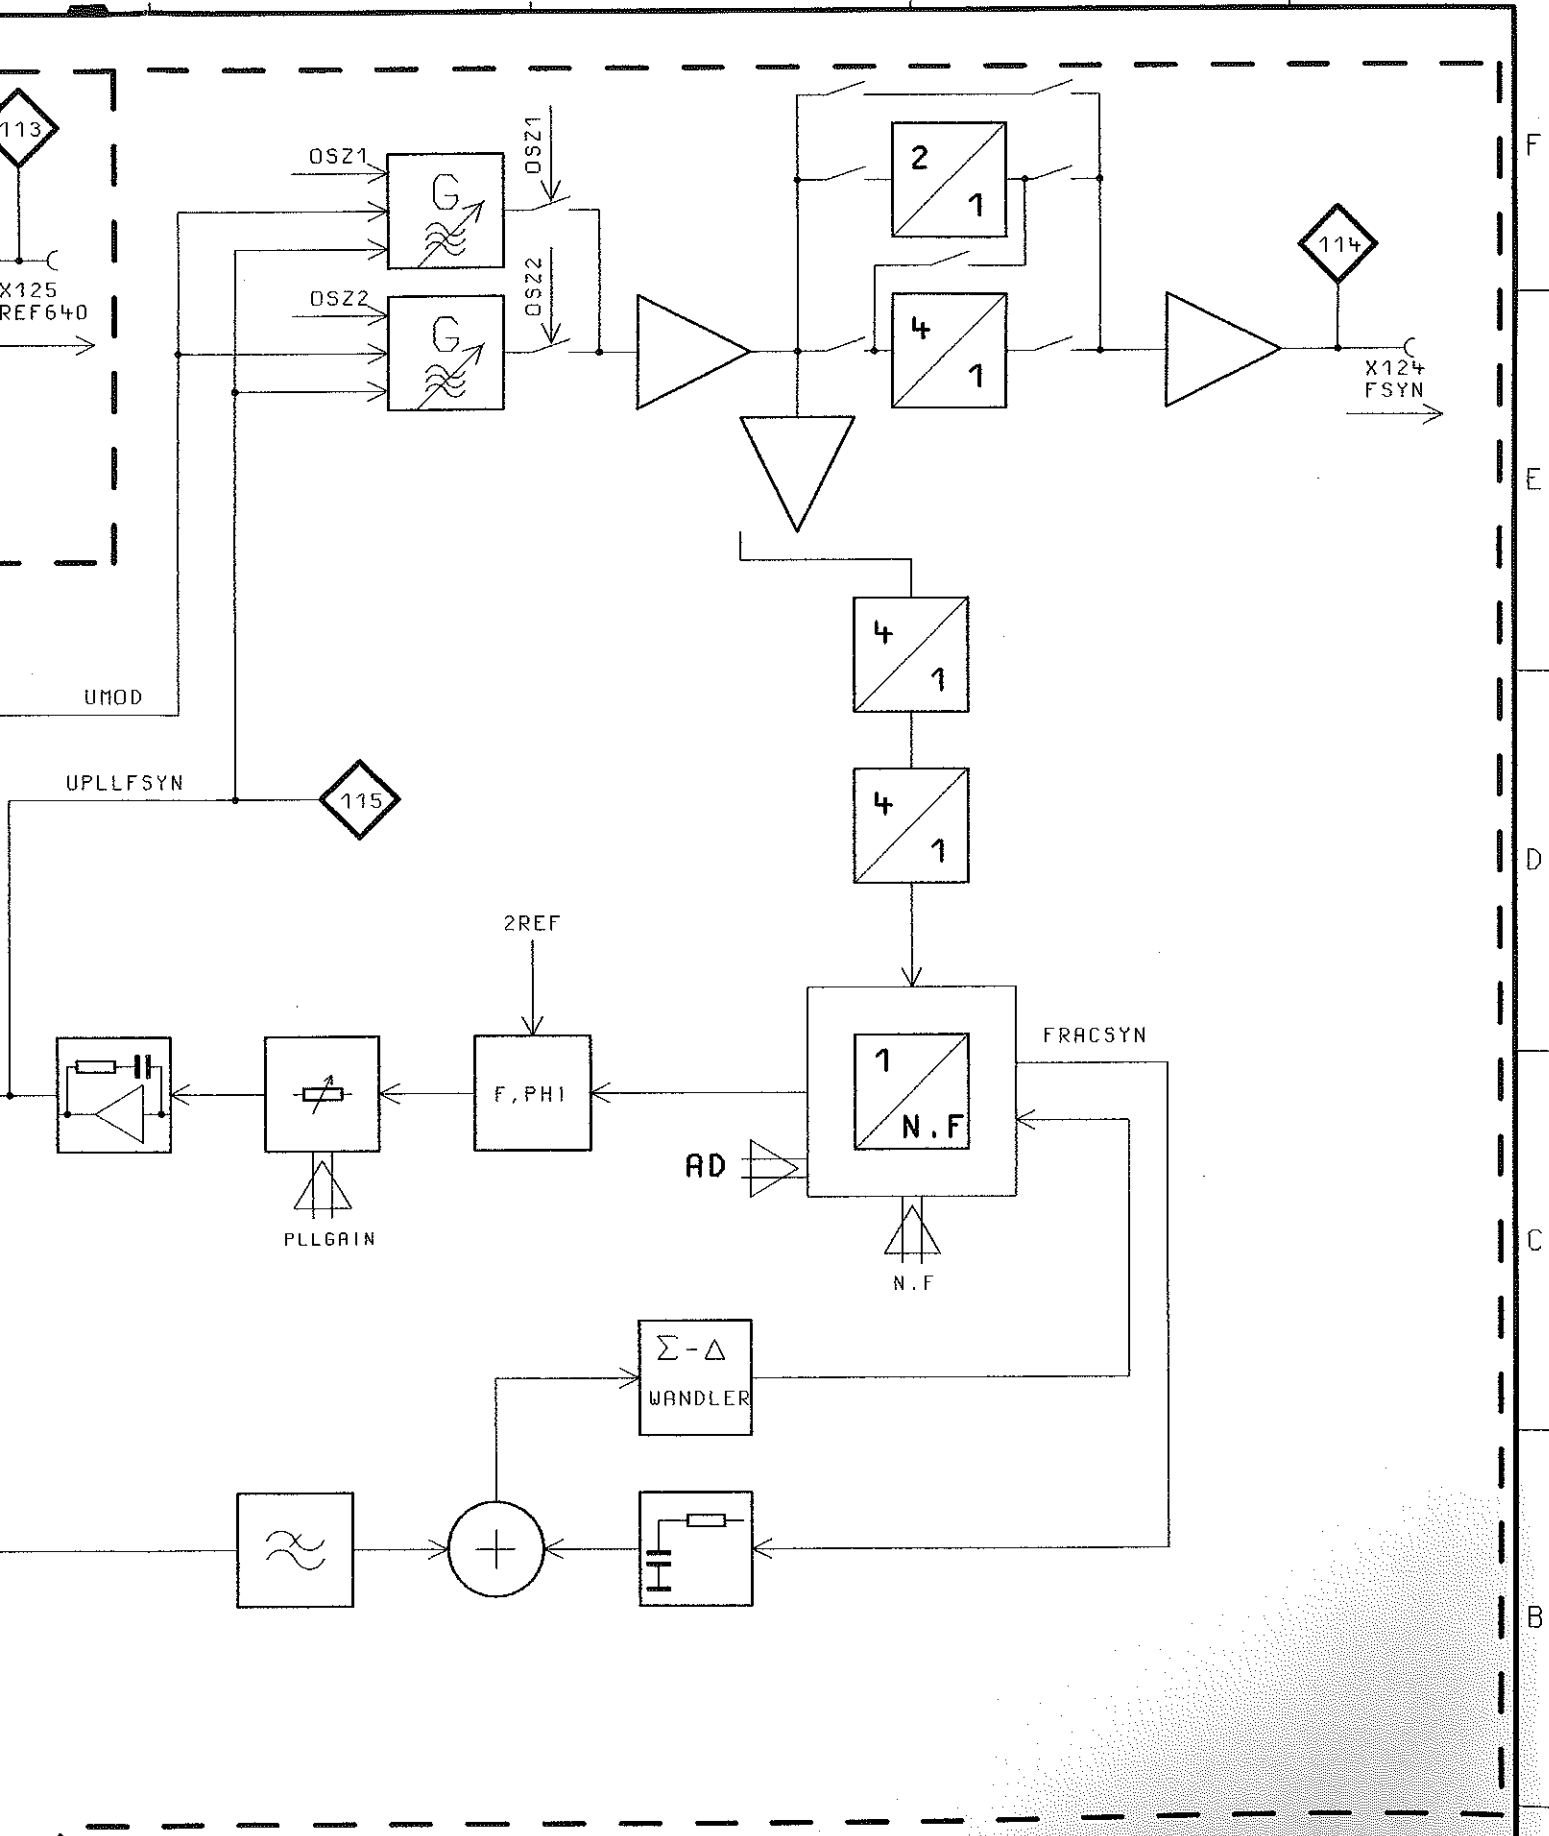 113
X125
REF640
OSZ1
OSZ1
G
OSZ2
OSZ2
G
2
1
4
1
114
X124
FSYN
F
E
4
1
4
1
UMOD
UPLLFSYN
115
D
2REF
F,PHI
1
N.F
FRACSYN
AD
PLLGAIN
N.F
C
Σ-Δ
WANDLER
+
B